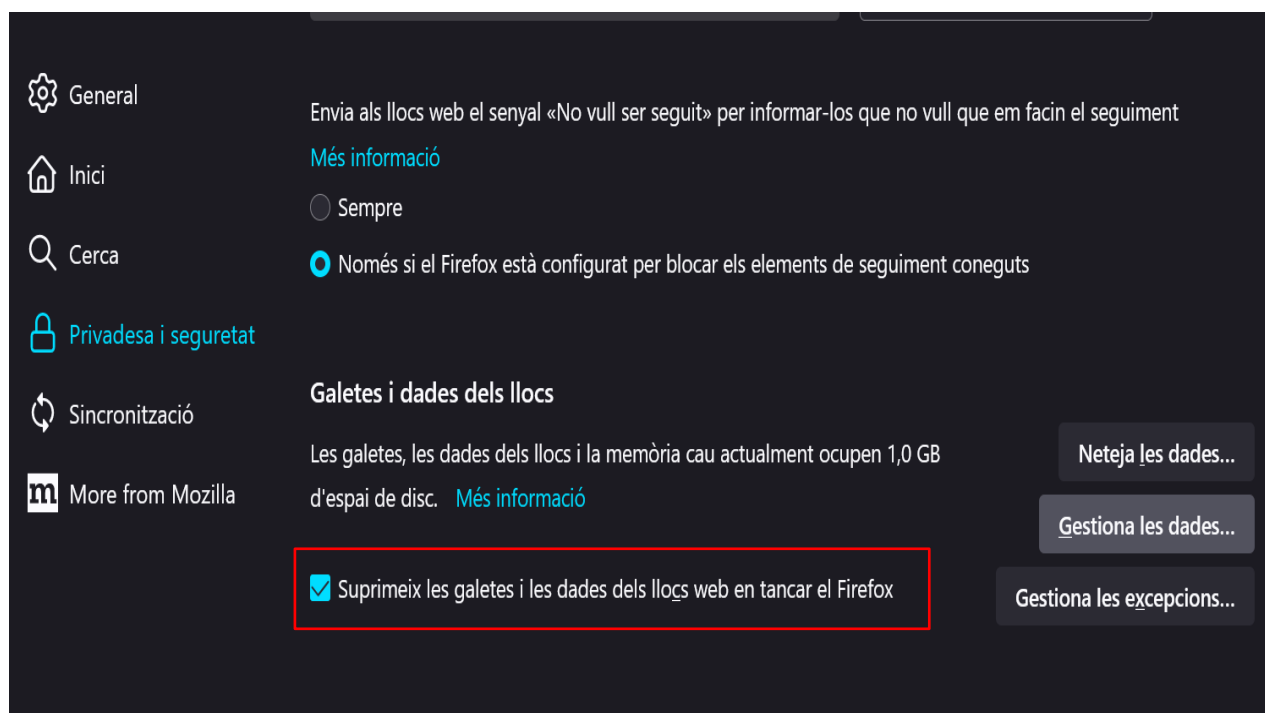 General
Inici
Cerca
Privadesa i seguretat
Sincronització
m More from Mozilla
Envia als llocs web el senyal «No vull ser seguit» per informar-los que no vull que em facin el seguiment
Més informació
Sempre
Només si el Firefox està configurat per blocar els elements de seguiment coneguts
Galetes i dades dels llocs
Les galetes, les dades dels llocs i la memòria cau actualment ocupen 1,0 GB
d'espai de disc. Més informació
Neteja les dades...
Gestiona les dades...
Suprimeix les galetes i les dades dels llocs web en tancar el Firefox
Gestiona les excepcions...